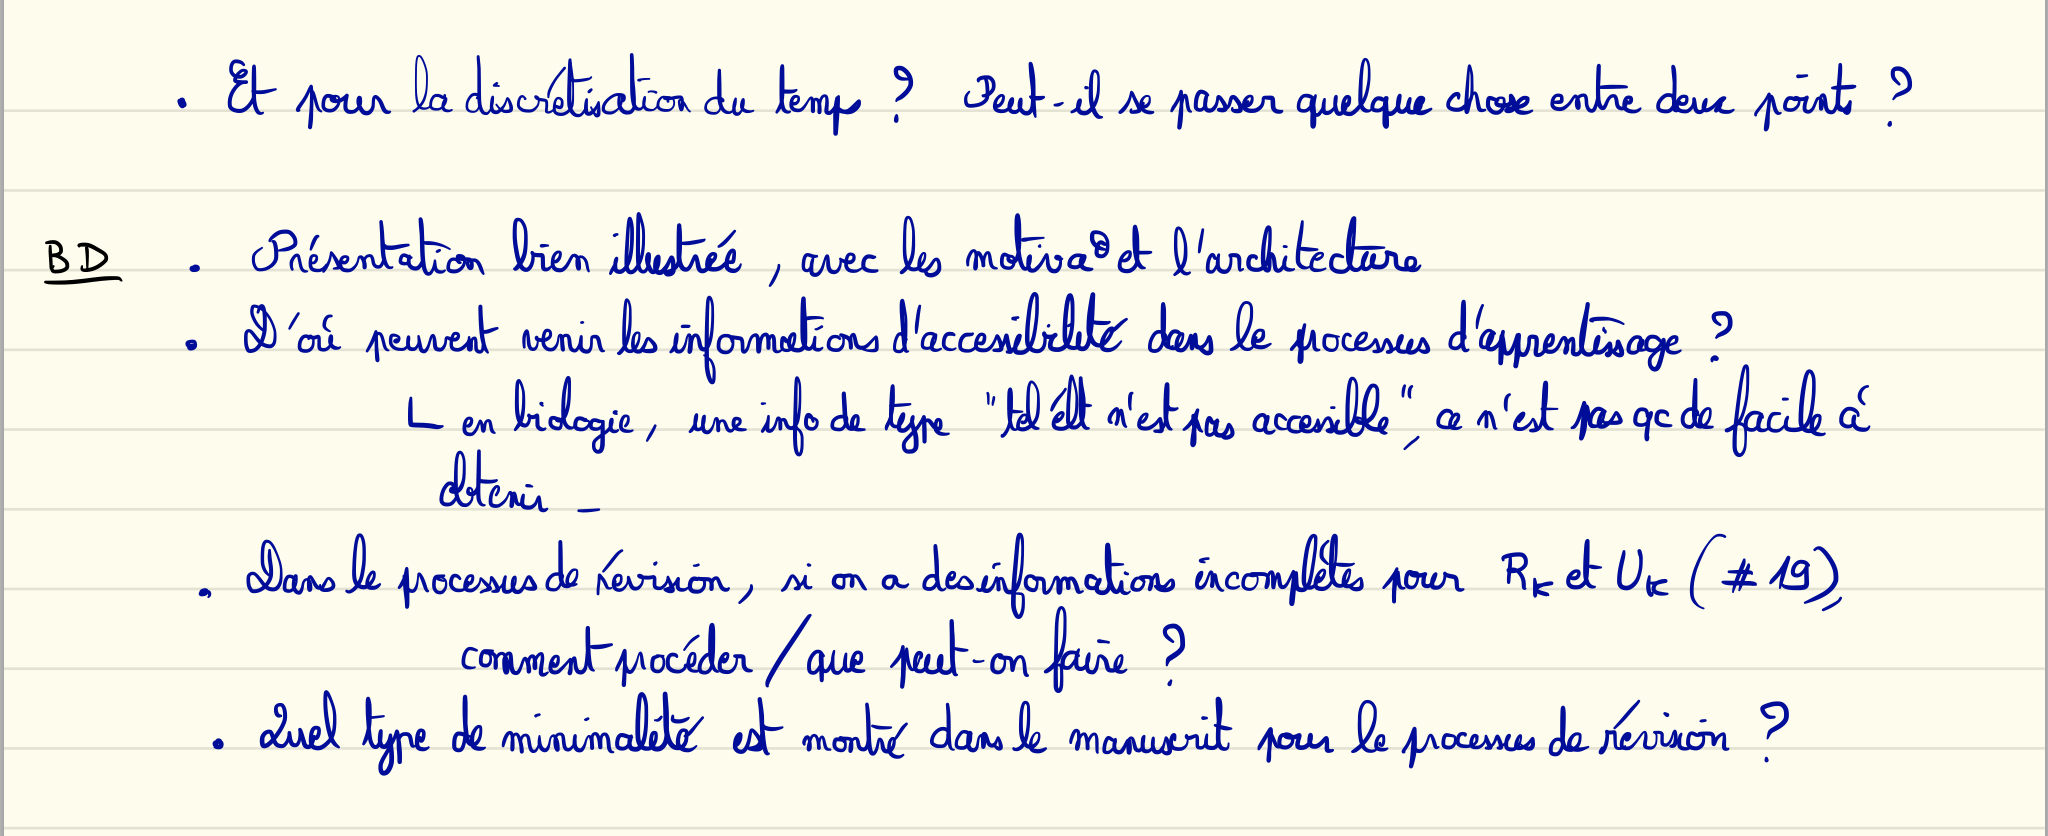 . Et pour la discrétisation du temps ? Peut-il se passer quelque chose entre deux points ?
BD . Présentation bien illustrée, avec les motiva° et l'architecture
. D'où peuvent venir les informations d'accessibilité dans le processus d'apprentissage ?
↳ en biologie, une info de type "tel élt n'est pas accessible", ce n'est pas qc de facile à
obtenir _
. Dans le processus de révision, si on a des informations incomplètes pour Rk et Uk (#19),
comment procéder / que peut-on faire ?
. Quel type de minimalité est montré dans le manuscrit pour le processus de révision ?